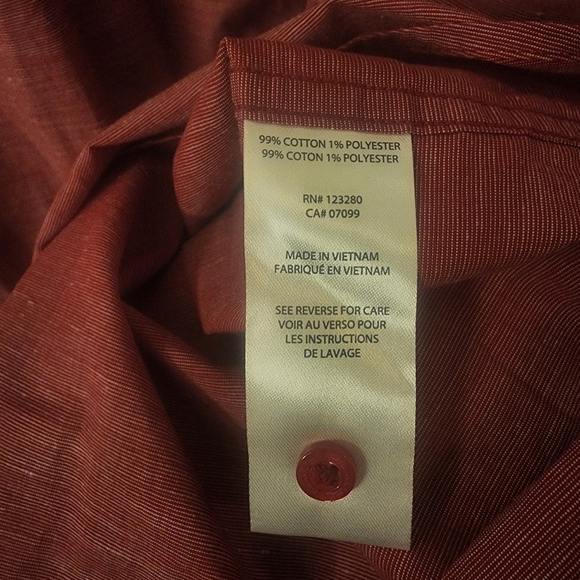 99% COTTON 1% POLYESTER
99% COTON 1% POLYESTER
RN# 123280
CA# 07099
MADE IN VIETNAM
FABRIQUÉ EN VIETNAM
SEE REVERSE FOR CARE
VOIR AU VERSO POUR
LES INSTRUCTIONS
DE LAVAGE